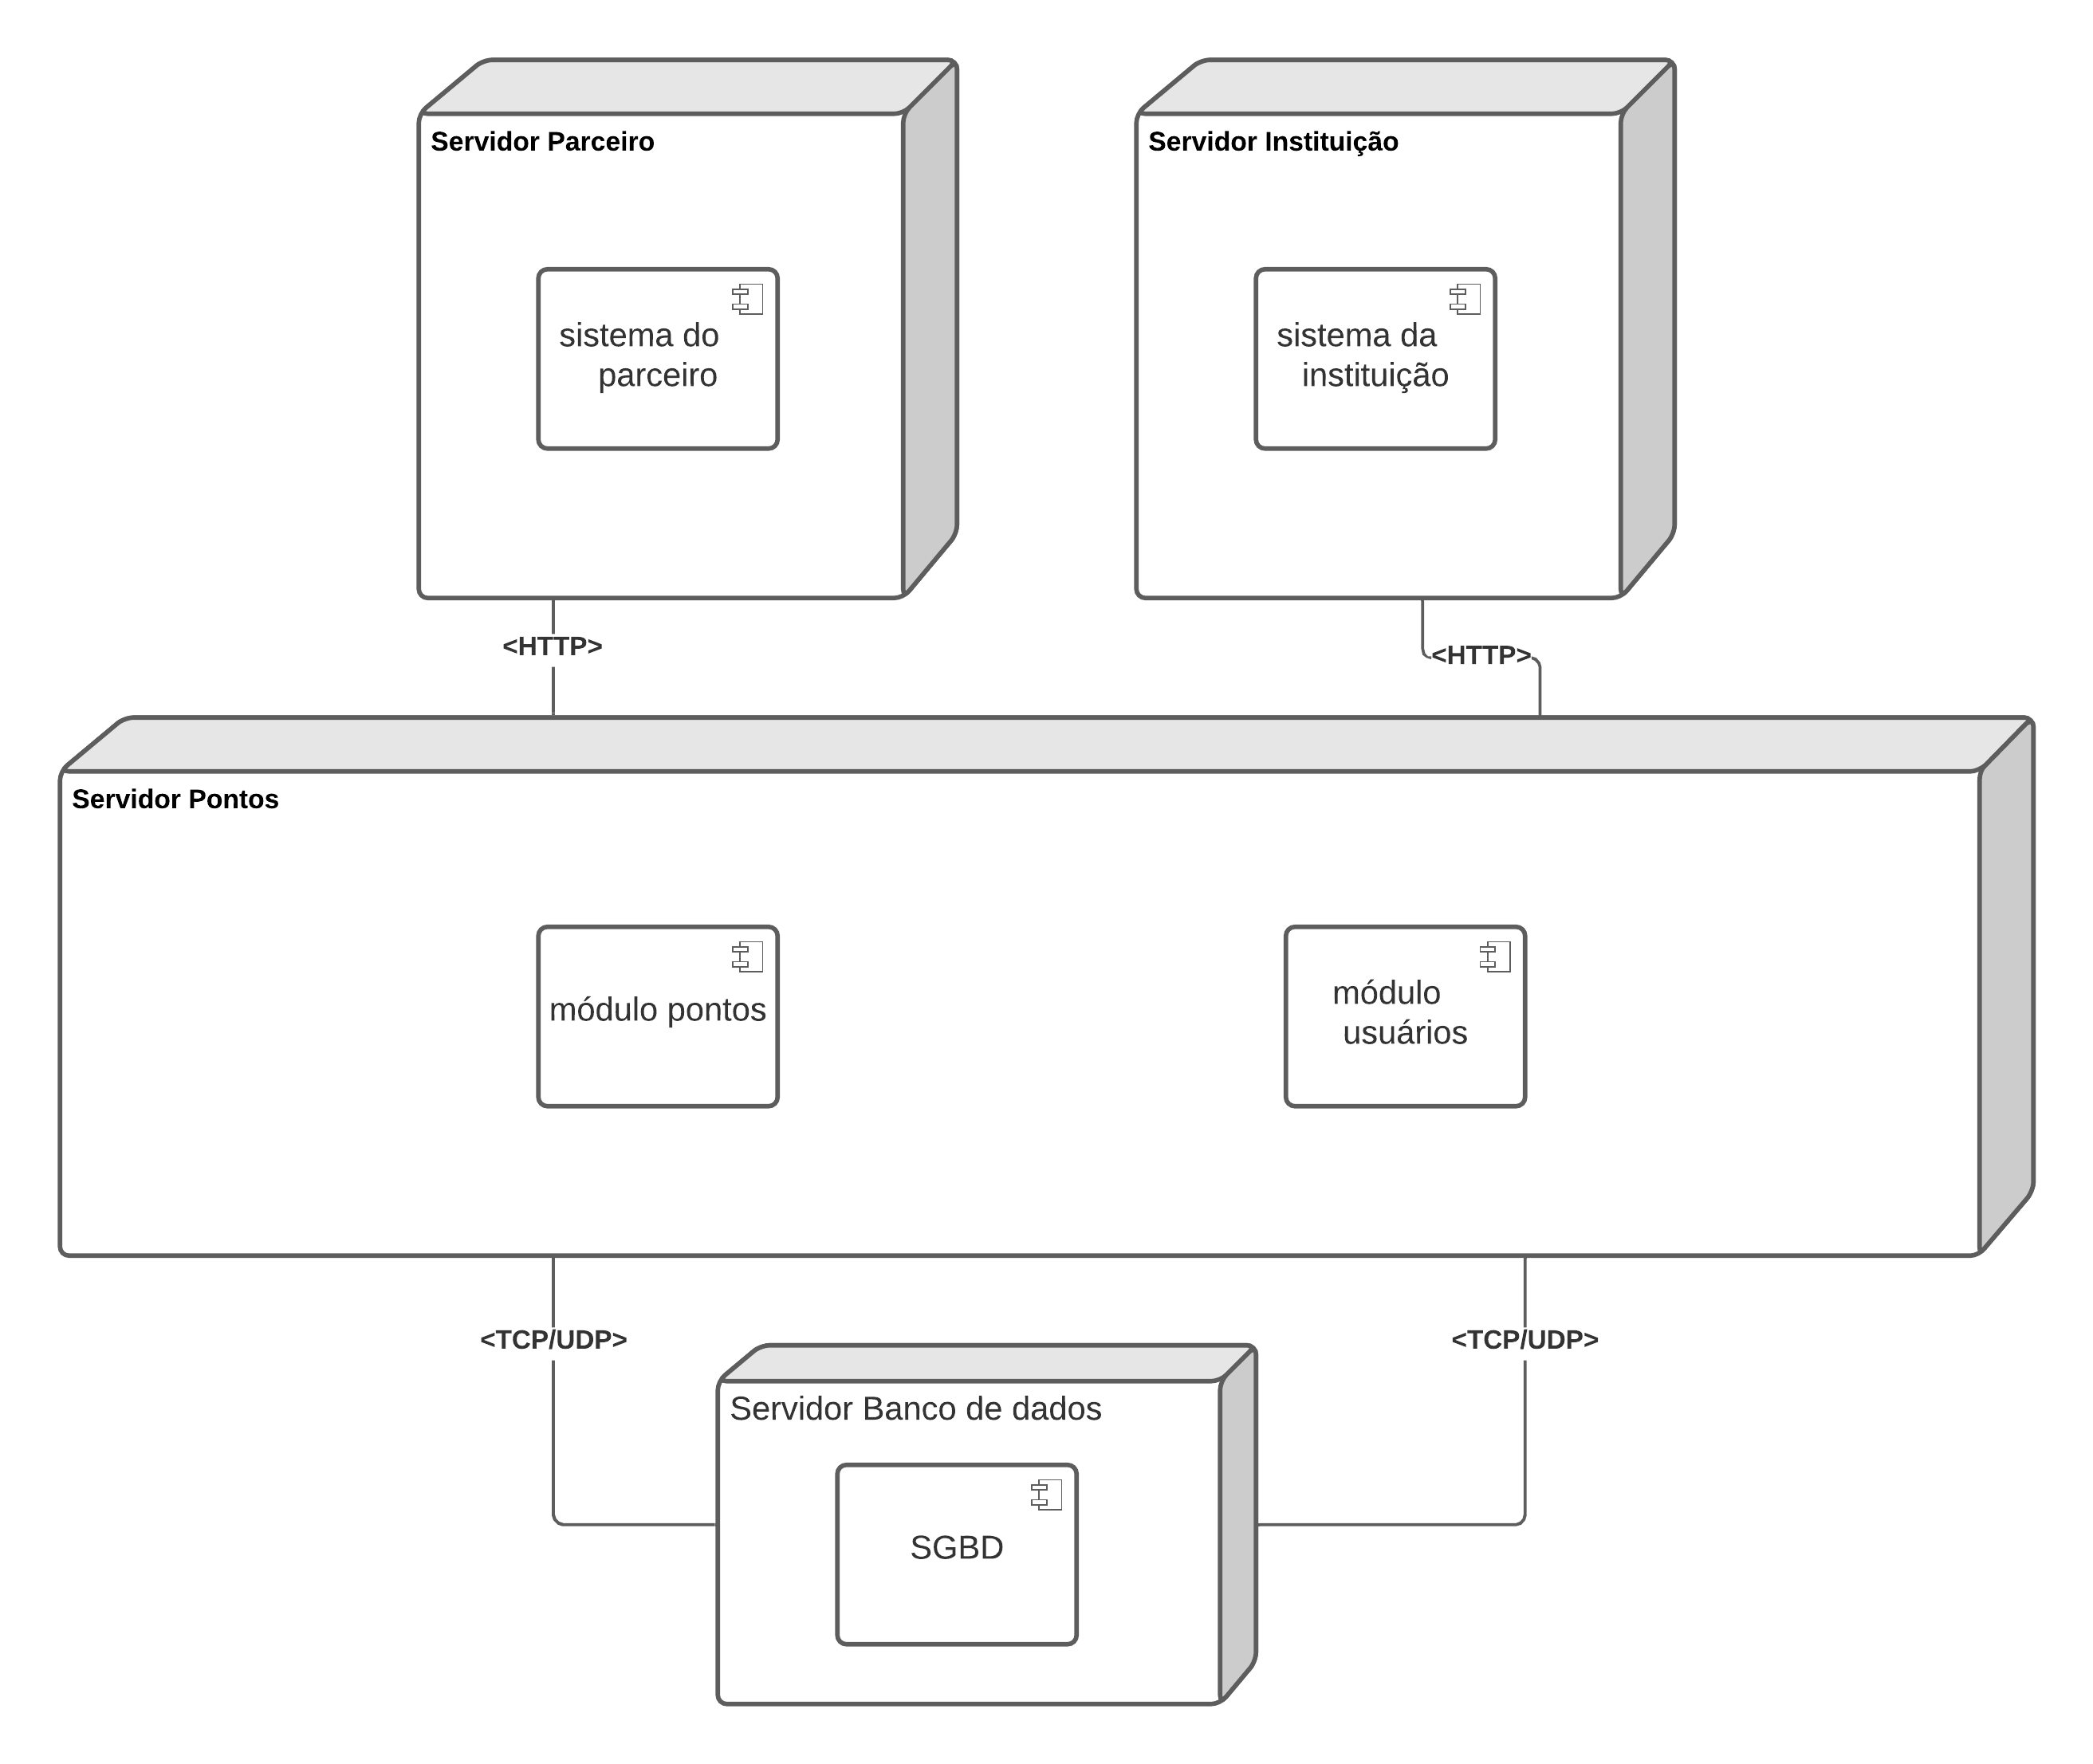 Servidor Parceiro
sistema do
parceiro
Servidor Instituição
sistema da
instituição
<HTTP>
<HTTP>
Servidor Pontos
módulo pontos
módulo
usuários
<TCP/UDP>
<TCP/UDP>
Servidor Banco de dados
SGBD